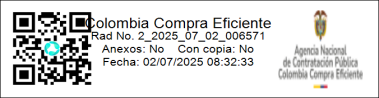 Colombia Compra Eficiente
Rad No. 2_2025_07_02_006571
Anexos: No Con copia: No
Fecha: 02/07/2025 08:32:33
Agencia Nacional
de Contratación Pública
Colombia Compra Eficiente